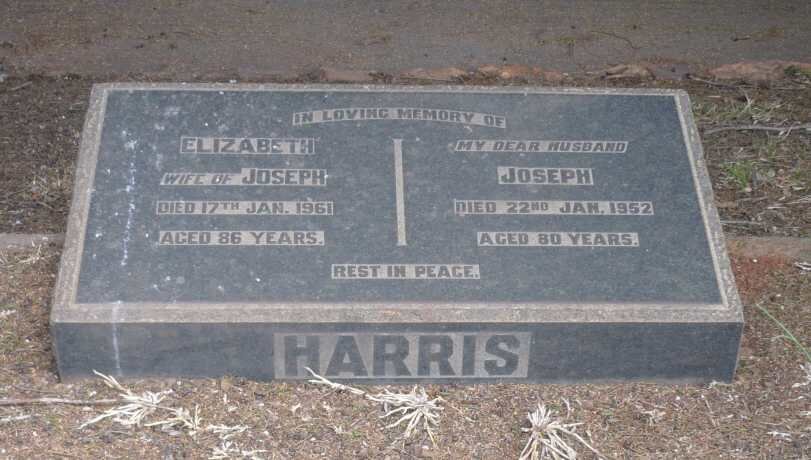 IN LOVING MEMORY OF
ELIZABETH
WIFE OF JOSEPH
DIED 17TH JAN. 1961
AGED 86 YEARS.
MY DEAR HUSBAND
JOSEPH
DIED 22ND JAN. 1952
AGED 80 YEARS.
REST IN PEACE.
HARRIS